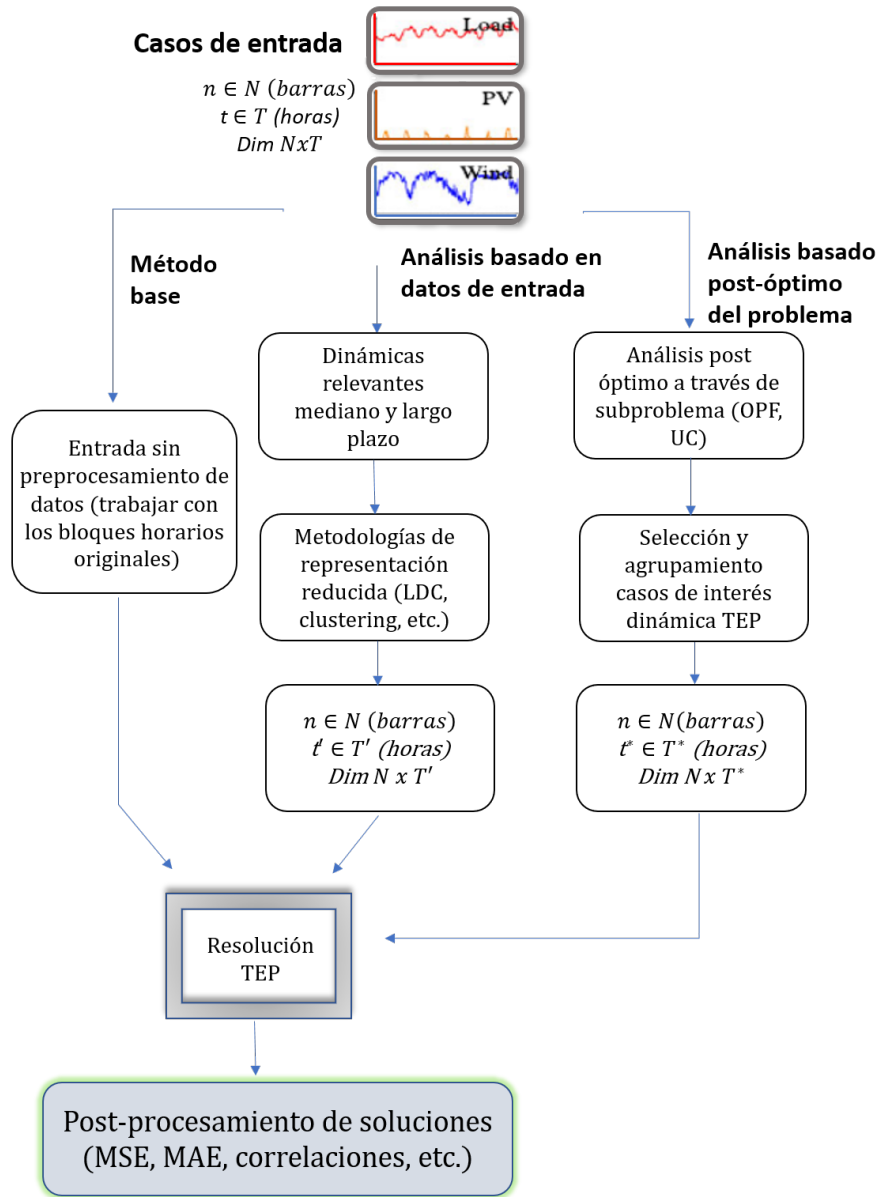 Casos de entrada
n ∈ N (barras)
t ∈ T (horas)
Dim NxT
Load
PV
Wind
Método
base
Análisis basado en
datos de entrada
Análisis basado
post-óptimo
del problema
Entrada sin
preprocesamiento de
datos (trabajar con
los bloques horarios
originales)
Dinámicas
relevantes
mediano y largo
plazo
Análisis post
óptimo a través de
subproblema (OPF,
UC)
Metodologías de
representación
reducida (LDC,
clustering, etc.)
Selección y
agrupamiento
casos de interés
dinámica TEP
n ∈ N (barras)
t′ ∈ T′ (horas)
Dim N x T′
n ∈ N(barras)
t* ∈ T* (horas)
Dim N x T*
Resolución
TEP
Post-procesamiento de soluciones
(MSE, MAE, correlaciones, etc.)